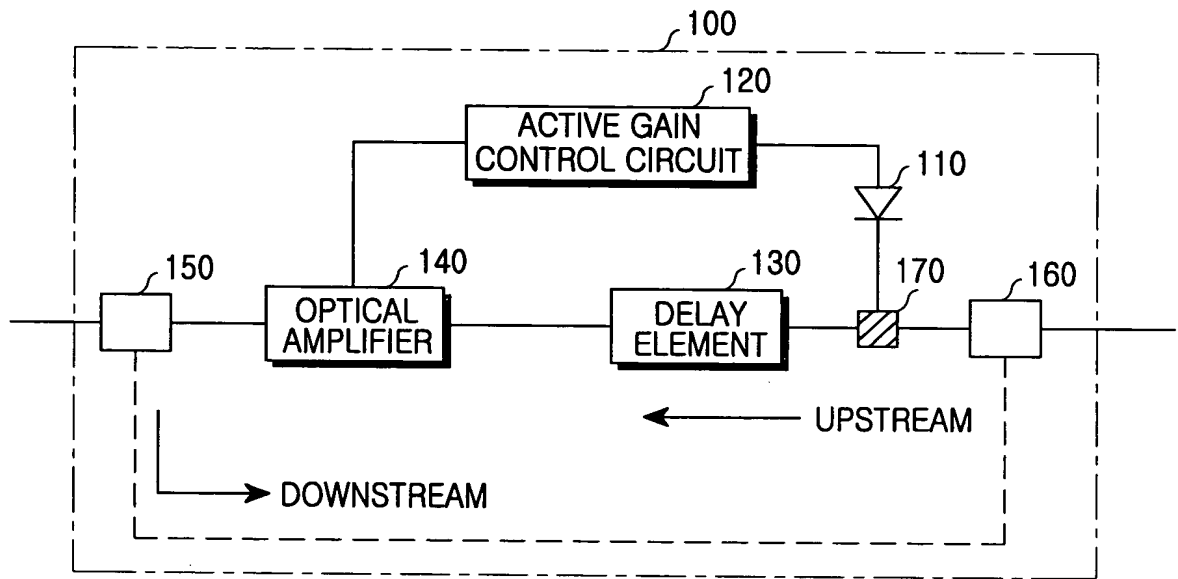 100
120
ACTIVE GAIN
CONTROL CIRCUIT
110
150
140
130
170
160
OPTICAL
AMPLIFIER
DELAY
ELEMENT
UPSTREAM
DOWNSTREAM